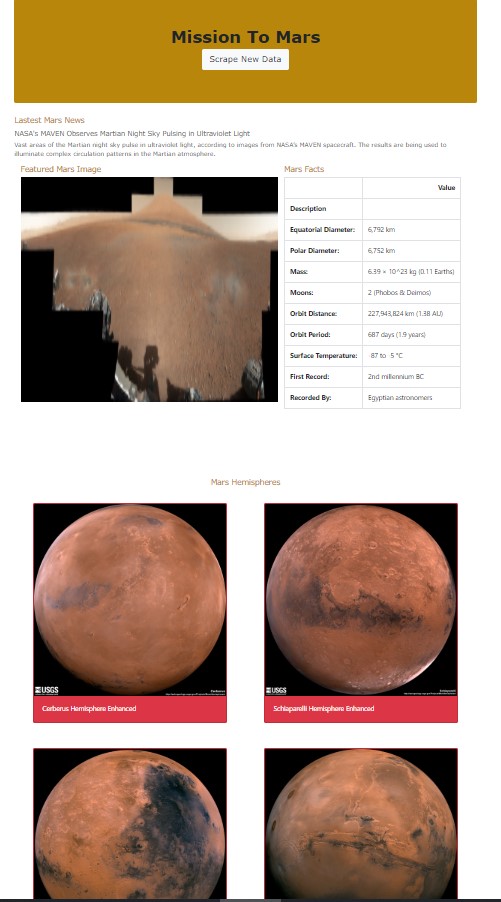 Mission To Mars
Scrape New Data
Lastest Mars News
NASA's MAVEN Observes Martian Night Sky Pulsing in Ultraviolet Light
Vast areas of the Martian night sky pulse in ultraviolet light, according to images from NASA's MAVEN spacecraft. The results are being used to
illuminate complex circulation patterns in the Martian atmosphere.
Featured Mars Image
Mars Facts
Value
Description
Equatorial Diameter: 6,792 km
Polar Diameter: 6,752 km
Mass: 6.39 × 10^23 kg (0.11 Earths)
Moons: 2 (Phobos & Deimos)
Orbit Distance: 227,943,824 km (1.38 AU)
Orbit Period: 687 days (1.9 years)
Surface Temperature: -87 to -5 °C
First Record: 2nd millennium BC
Recorded By: Egyptian astronomers
Mars Hemispheres
USGS
USGS
Cerberus Hemisphere Enhanced
Schiaparelli Hemisphere Enhanced